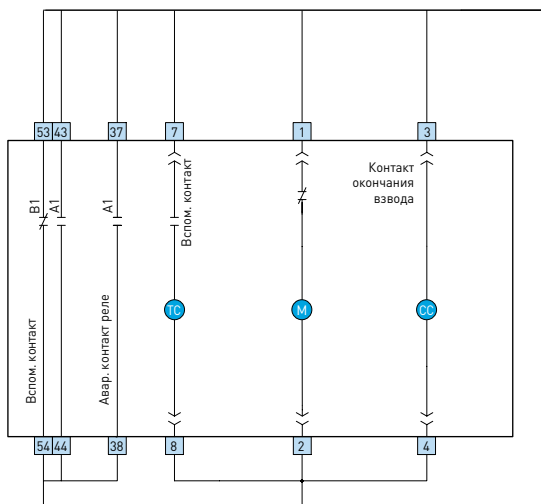 53 43 37 7 1 3
Контакт
окончания
взвода
B1
A1
A1
Вспом. контакт
TC
M
CC
Вспом. контакт
Авар. контакт реле
54 44 38 8 2 4